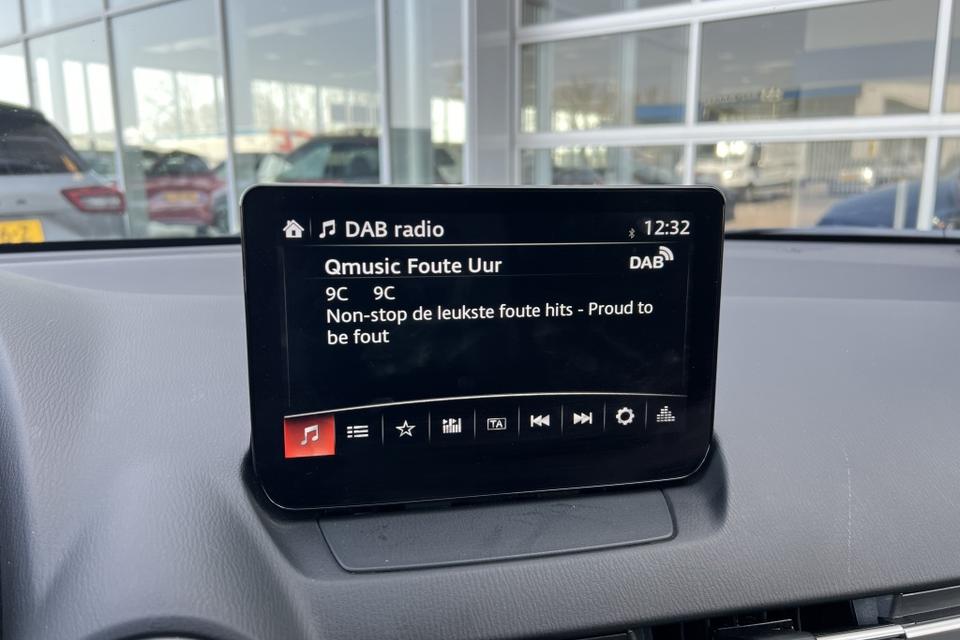 DAB radio 12:32
Qmusic Foute Uur DAB
9C 9C
Non-stop de leukste foute hits - Proud to
be fout
TA